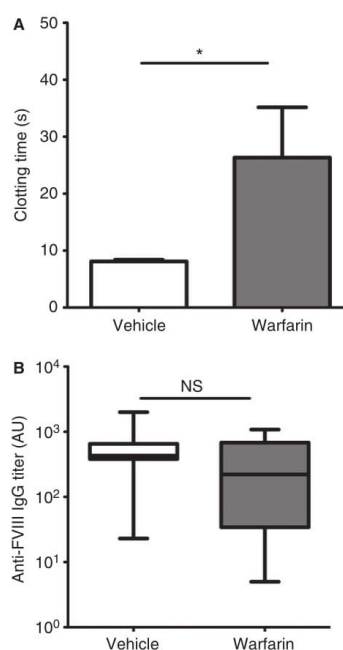 A
50
*
40
30
20
10
0
Clotting time (s)
Vehicle Warfarin
B
10⁴
NS
10³
10²
10¹
10⁰
Anti-FVIII IgG titer (AU)
Vehicle Warfarin